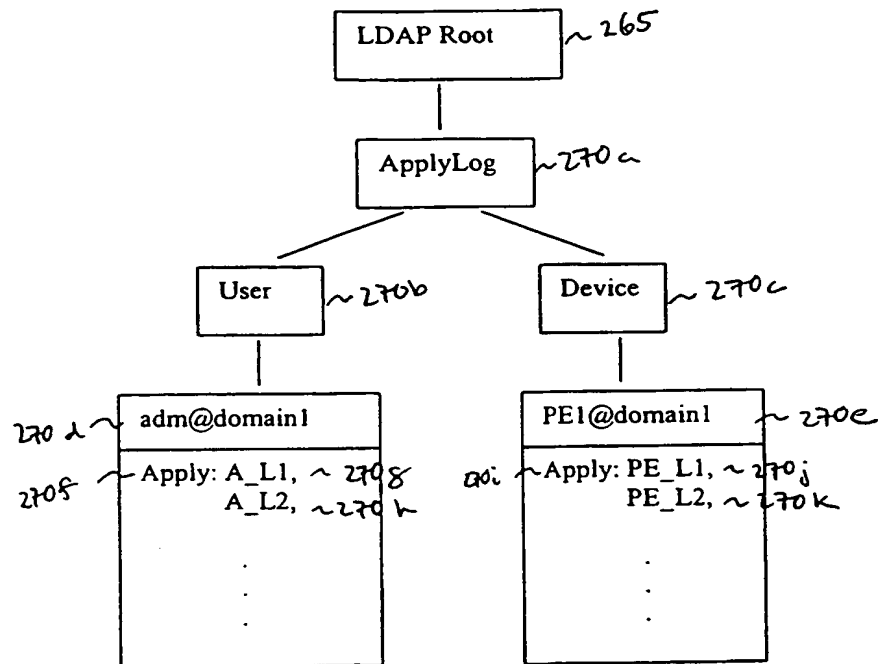 LDAP Root ~ 265
ApplyLog ~ 270a
User ~ 270b
Device ~ 270c
270d ~ adm@domain1
PE1@domain1 ~ 270e
270f ~ Apply: A_L1, ~ 270g
A_L2, ~ 270h
.
.
.
270i ~ Apply: PE_L1, ~ 270j
PE_L2, ~ 270k
.
.
.